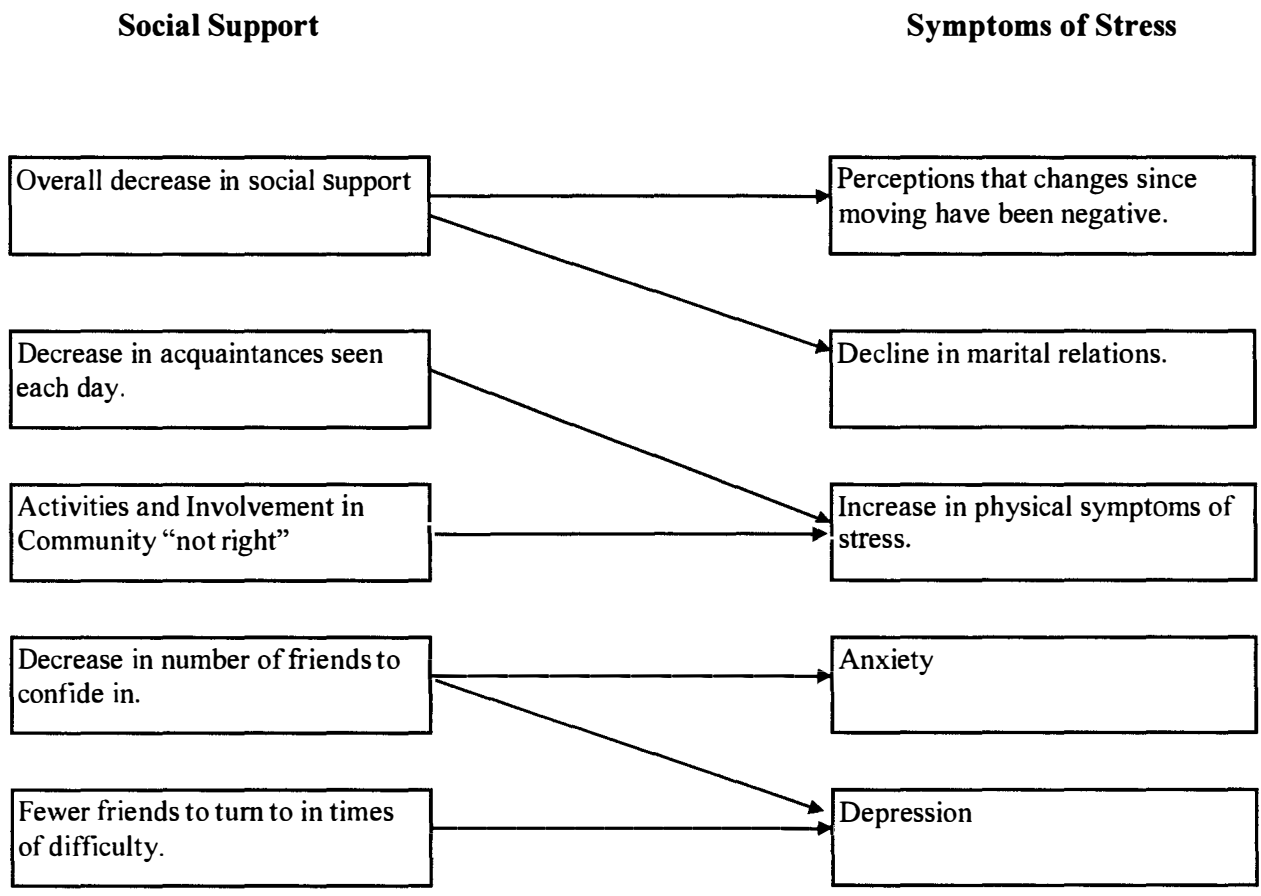 Social Support
Symptoms of Stress
Overall decrease in social support
Perceptions that changes since
moving have been negative.
Decrease in acquaintances seen
each day.
Decline in marital relations.
Activities and Involvement in
Community “not right”
Increase in physical symptoms of
stress.
Decrease in number of friends to
confide in.
Anxiety
Fewer friends to turn to in times
of difficulty.
Depression